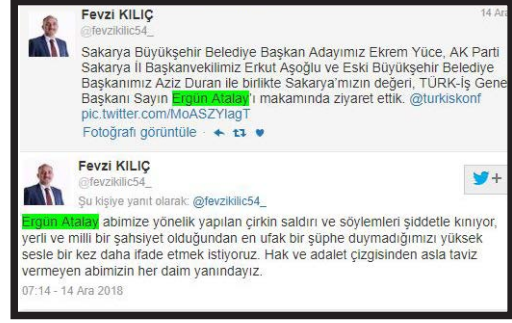 Fevzi KILIÇ
14 Ara
@fevzikilic54_
Sakarya Büyükşehir Belediye Başkan Adayımız Ekrem Yüce, AK Parti
Sakarya İl Başkanvekilimiz Erkut Aşoğlu ve Eski Büyükşehir Belediye
Başkanımız Aziz Duran ile birlikte Sakarya'mızın değeri, TÜRK-İş Gene
Başkanı Sayın Ergün Atalay'ı makamında ziyaret ettik. @turkiskonf
pic.twitter.com/MoASZYlagT
Fotoğrafı görüntüle
Fevzi KILIÇ
@fevzikilic54_
Şu kişiye yanıt olarak: @fevzikilic54_
Ergün Atalay abimize yönelik yapılan çirkin saldırı ve söylemleri şiddetle kınıyor,
yerli ve milli bir şahsiyet olduğundan en ufak bir şüphe duymadığımızı yüksek
sesle bir kez daha ifade etmek istiyoruz. Hak ve adalet çizgisinden asla taviz
vermeyen abimizin her daim yanındayız.
07:14 - 14 Ara 2018